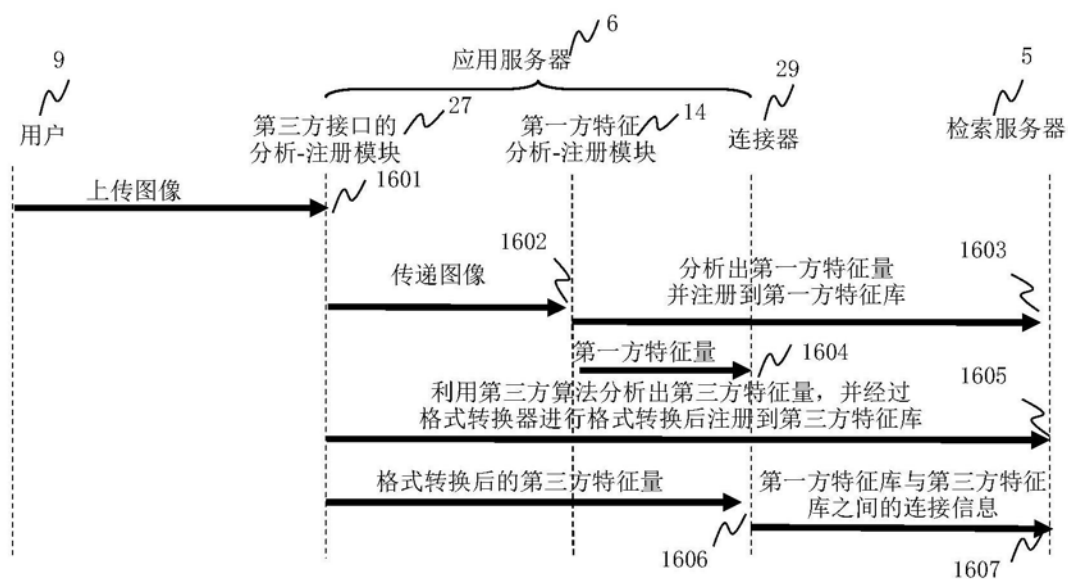 6
应用服务器
9
用户
27
第三方接口的
分析-注册模块
14
第一方特征
分析-注册模块
29
连接器
5
检索服务器
上传图像
1601
传递图像
1602
分析出第一方特征量
并注册到第一方特征库
1603
第一方特征量
1604
利用第三方算法分析出第三方特征量，并经过
格式转换器进行格式转换后注册到第三方特征库
1605
格式转换后的第三方特征量
1606
第一方特征库与第三方特征
库之间的连接信息
1607